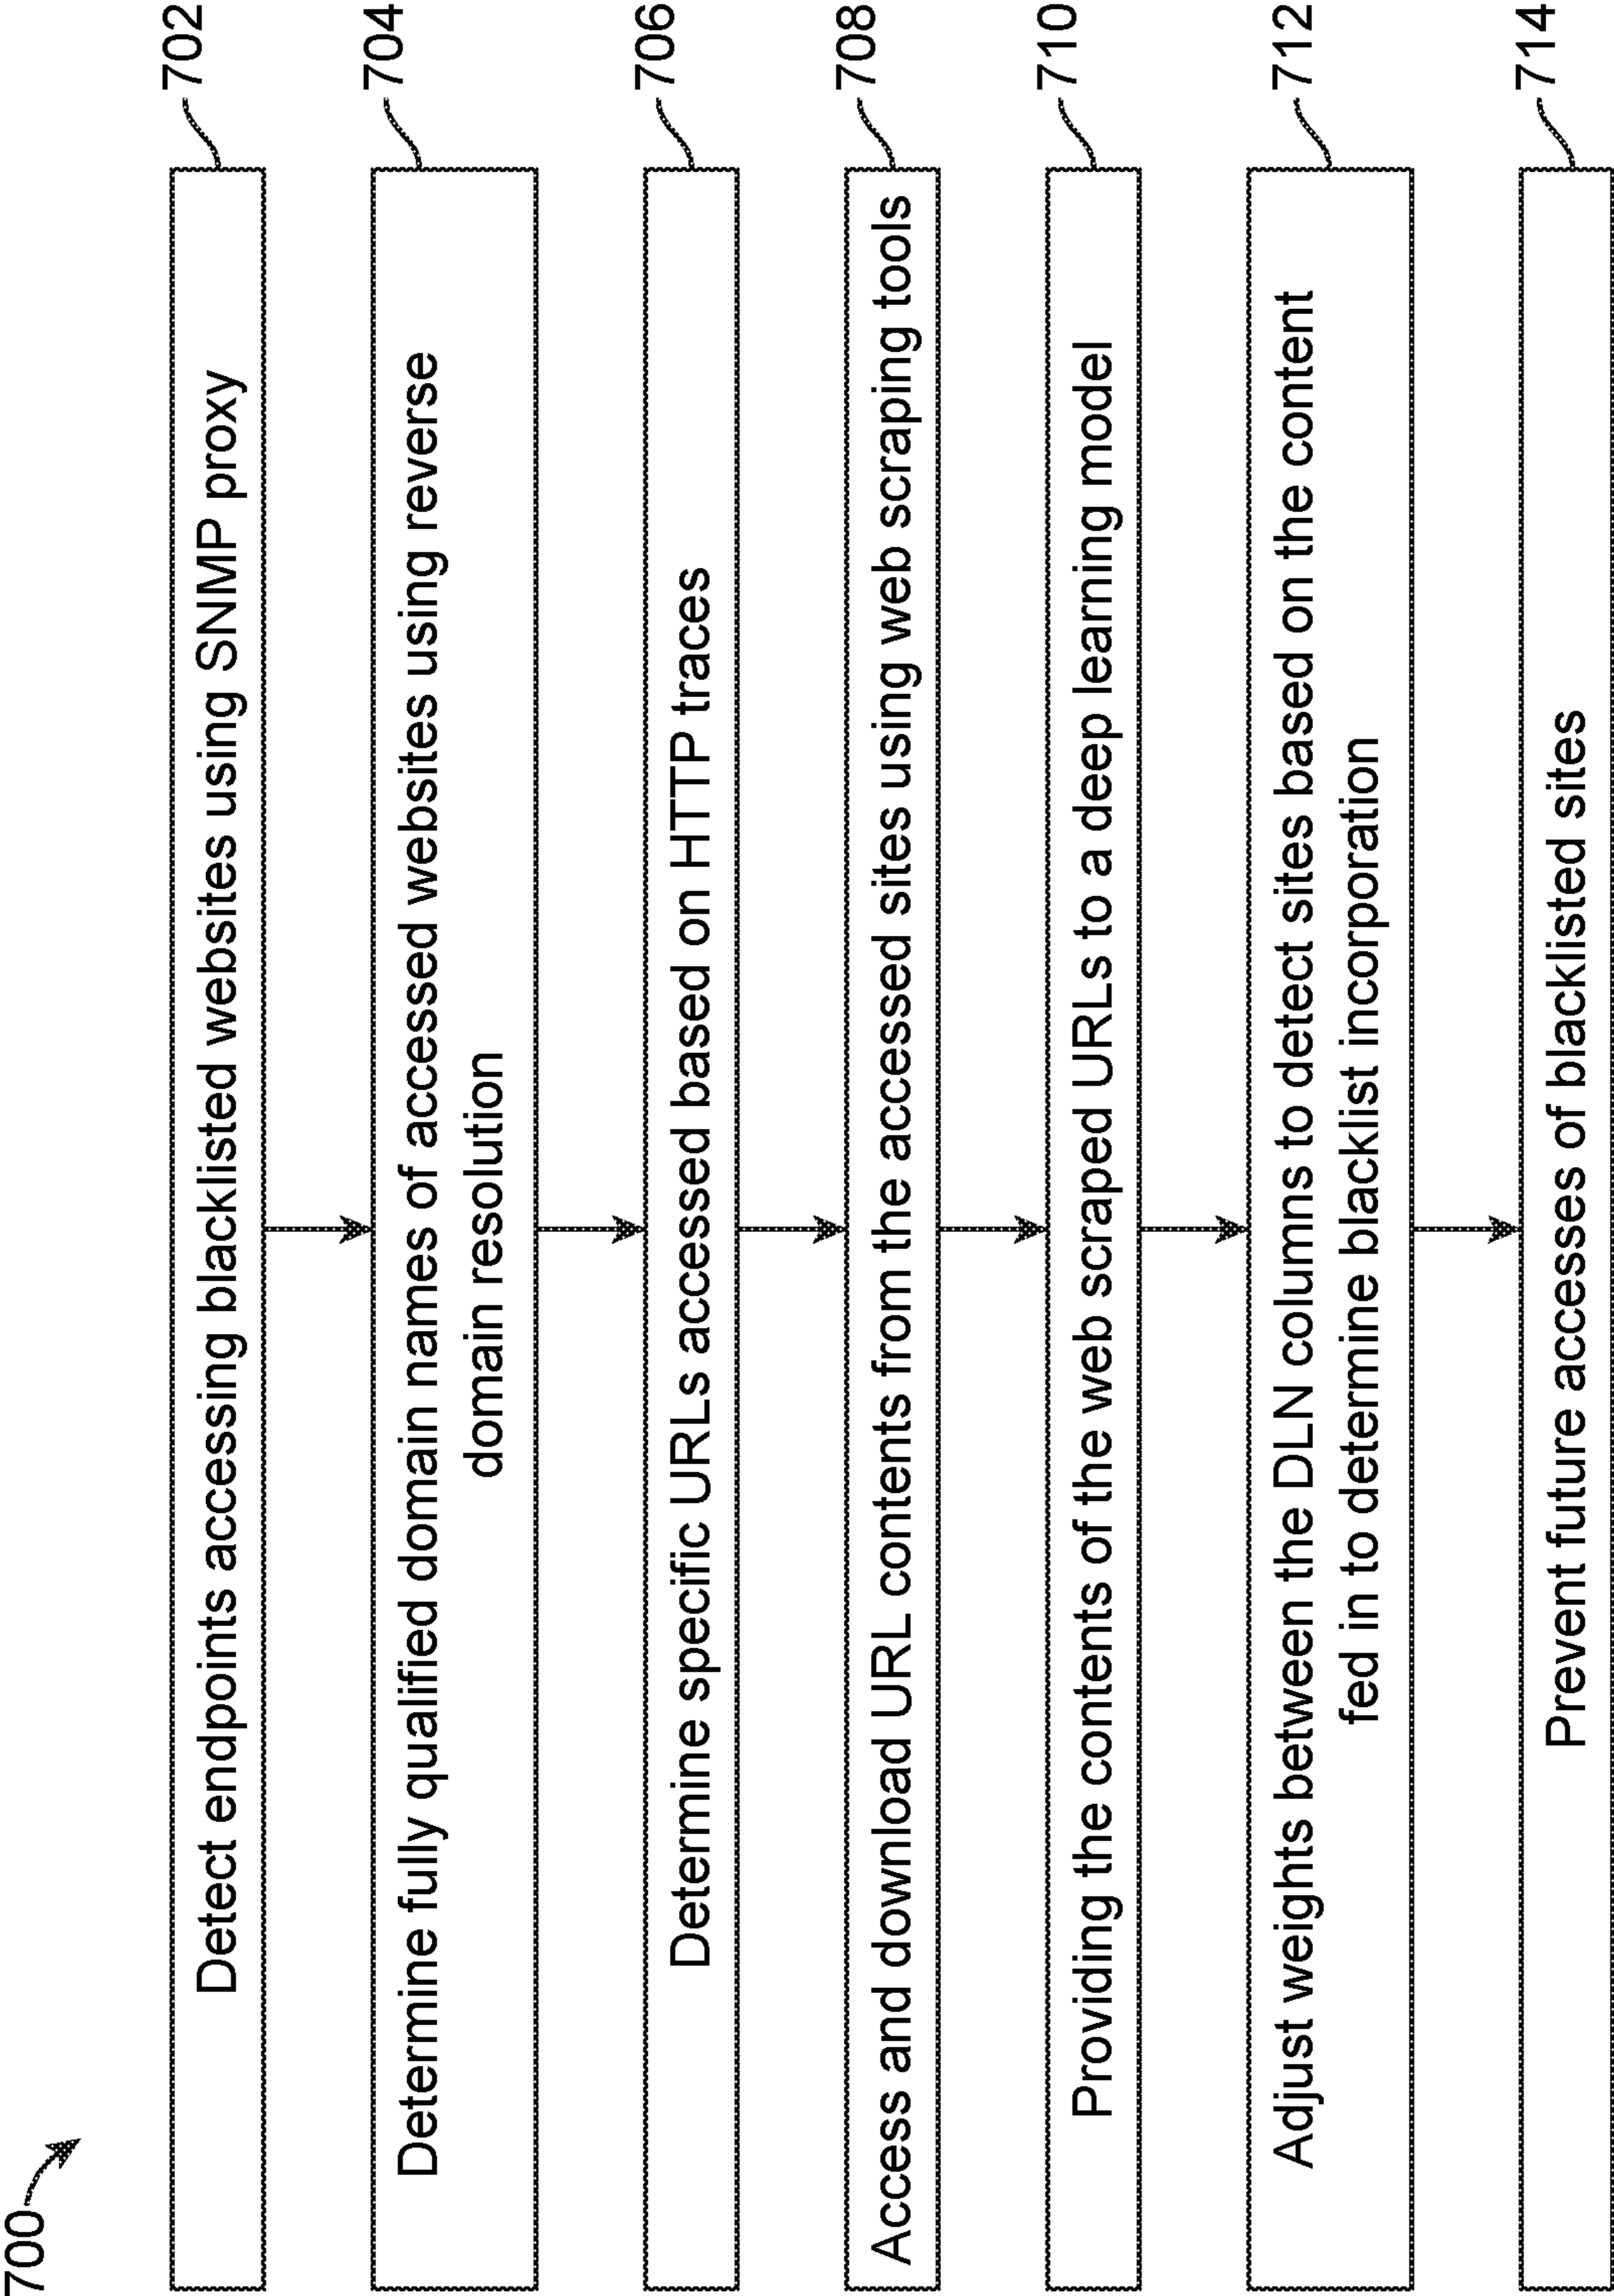 700
Detect endpoints accessing blacklisted websites using SNMP proxy
702
Determine fully qualified domain names of accessed websites using reverse
domain resolution
704
Determine specific URLs accessed based on HTTP traces
706
Access and download URL contents from the accessed sites using web scraping tools
708
Providing the contents of the web scraped URLs to a deep learning model
710
Adjust weights between the DLN columns to detect sites based on the content
fed in to determine blacklist incorporation
712
Prevent future accesses of blacklisted sites
714